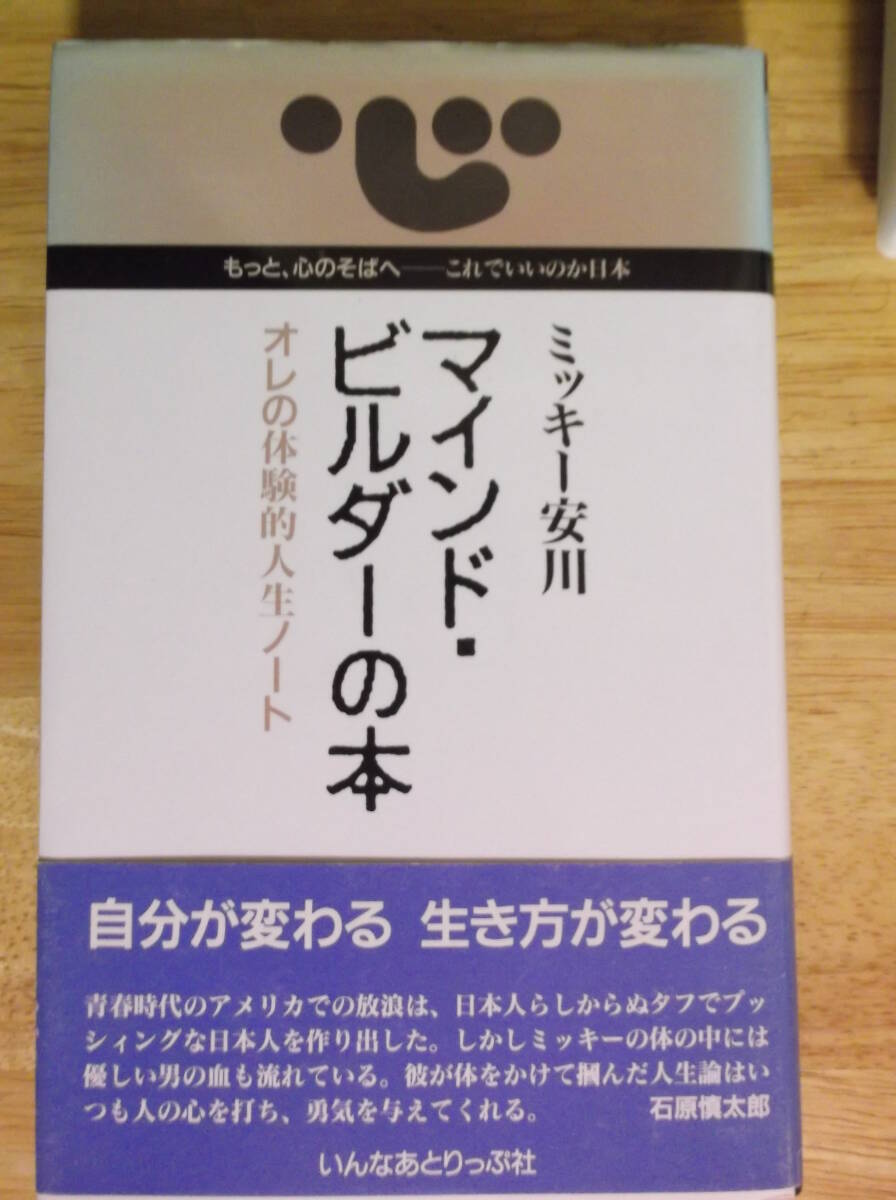 心
もっと、心のそばへ──これでいいのか日本
ミッキー安川
マインド・
ビルダーの本
オレの体験的人生ノート
自分が変わる 生き方が変わる
青春時代のアメリカでの放浪は、日本人らしからぬタフでプッ
シィングな日本人を作り出した。しかしミッキーの体の中には
優しい男の血も流れている。彼が体をかけて摑んだ人生論はい
つも人の心を打ち、勇気を与えてくれる。 石原慎太郎
いんなあとりっぷ社